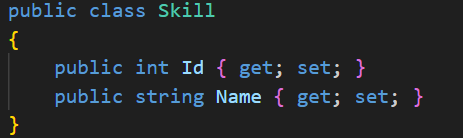 public class Skill
{
    public int Id { get; set; }
    public string Name { get; set; }
}